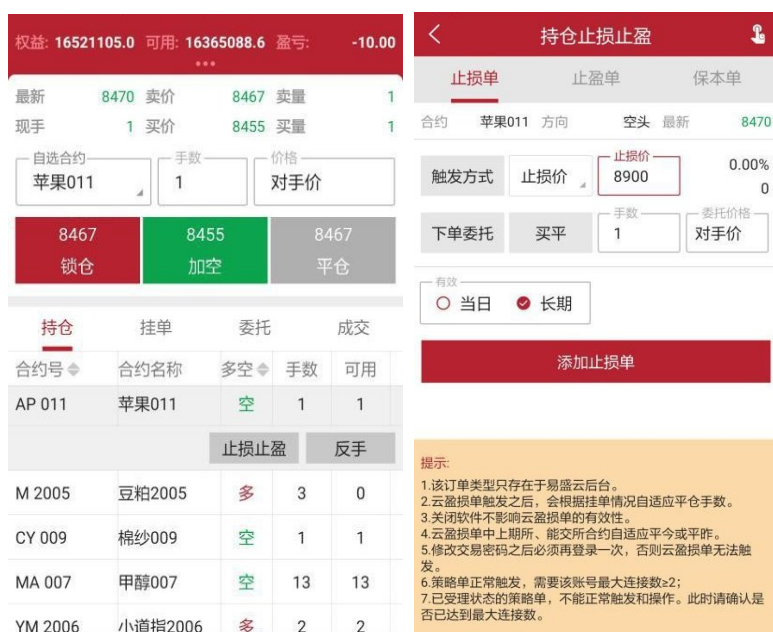 权益: 16521105.0 可用: 16365088.6 盈亏: -10.00
最新 8470 卖价 8467 卖量 1
现手 1 买价 8455 买量 1
自选合约 手数 价格
苹果011 1 对手价
8467 8455 8467
锁仓 加空 平仓
持仓 挂单 委托 成交
合约号 合约名称 多空 手数 可用
AP 011 苹果011 空 1 1
止损止盈 反手
M 2005 豆粕2005 多 3 0
CY 009 棉纱009 空 1 1
MA 007 甲醇007 空 13 13
YM 2006 小道指2006 多 2 2
持仓止损止盈
止损单 止盈单 保本单
合约 苹果011 方向 空头 最新 8470
止损价
触发方式 止损价 8900 0.00%
0
手数 委托价格
下单委托 买平 1 对手价
有效
当日 长期
添加止损单
提示:
1.该订单类型只存在于易盛云后台。
2.云盈损单触发之后，会根据挂单情况自适应平仓手数。
3.关闭软件不影响云盈损单的有效性。
4.云盈损单中上期所、能交所合约自适应平今或平昨。
5.修改交易密码之后必须再登录一次，否则云盈损单无法触
发。
6.策略单正常触发，需要该账号最大连接数≥2;
7.已受理状态的策略单，不能正常触发和操作。此时请确认是
否已达到最大连接数。